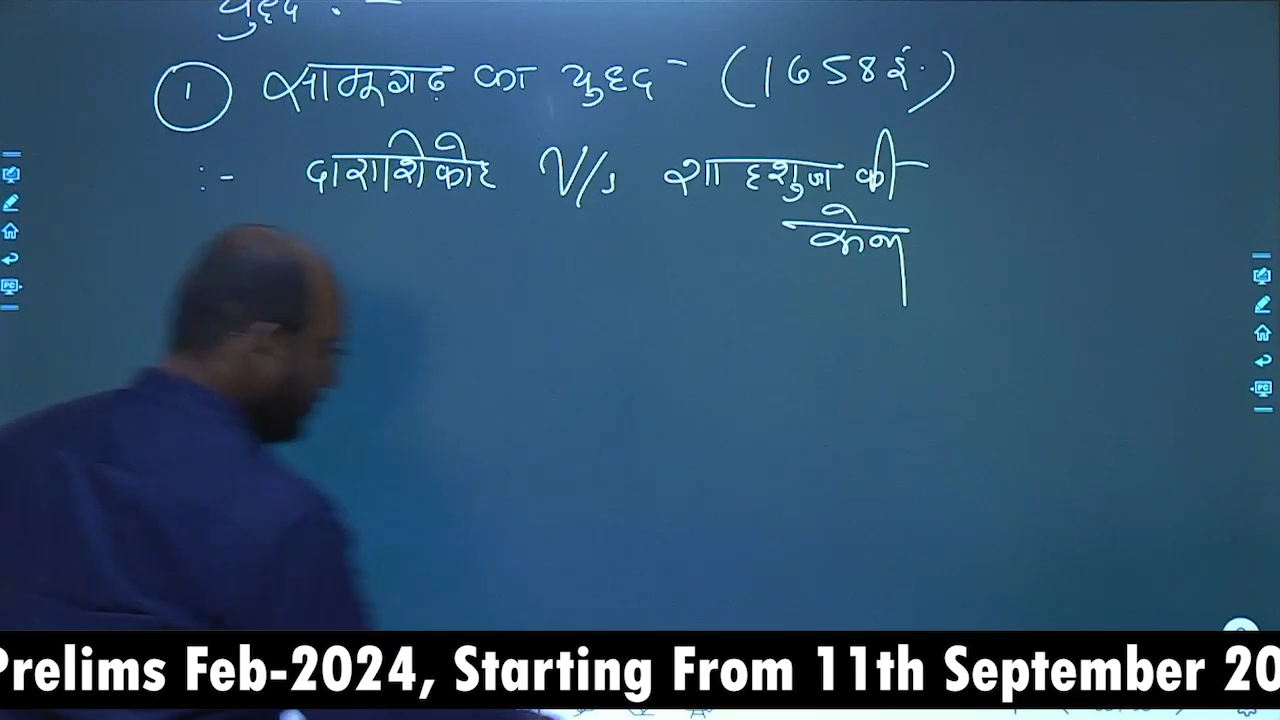 युद्ध : -
1 सामूगढ़ का युद्ध - (1658 ई.)
:- दाराशिकोह V/s शाहशुजा की
सेना
Prelims Feb-2024, Starting From 11th September 20